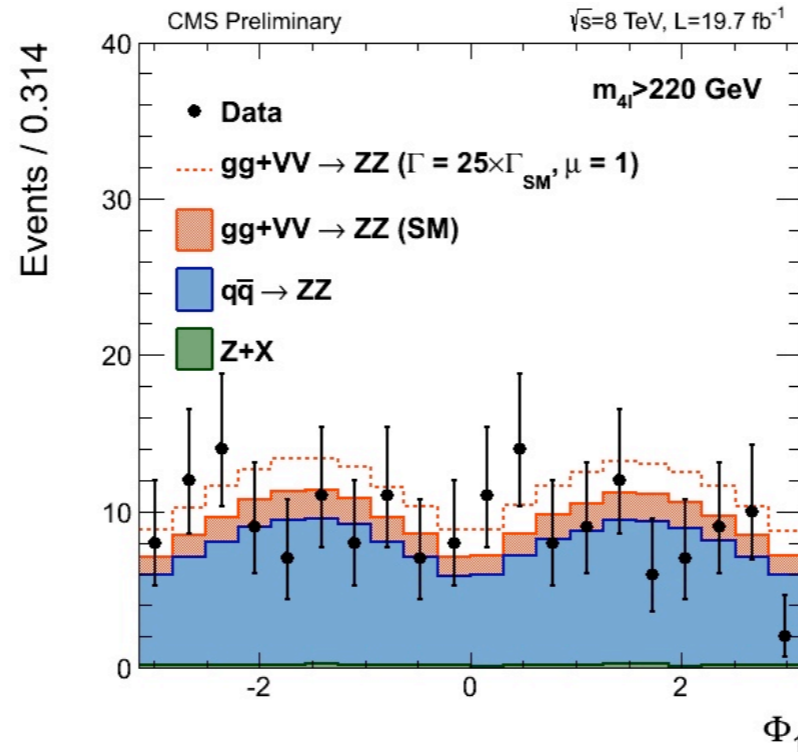 CMS Preliminary
√s=8 TeV, L=19.7 fb⁻¹
Events / 0.314
40
30
20
10
0
m₄ₗ>220 GeV
Data
gg+VV → ZZ (Γ = 25×Γ_SM, μ = 1)
gg+VV → ZZ (SM)
qq̄ → ZZ
Z+X
-2
0
2
Φ